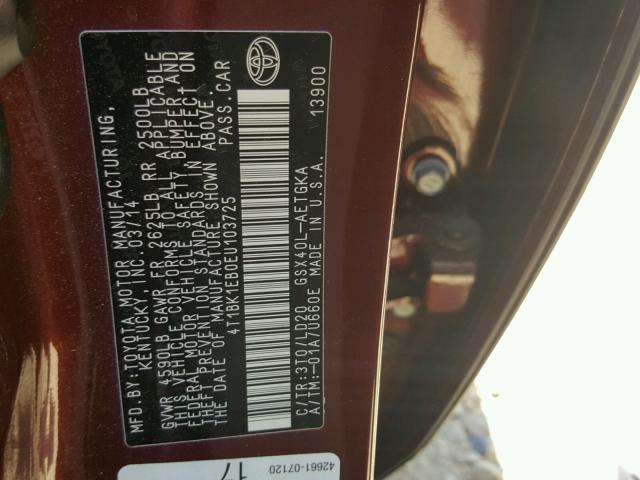 MFD. BY: TOYOTA MOTOR MANUFACTURING,
KENTUCKY, INC. 03/14
GVWR 4590LB GAWR FR 2625LB RR 2500LB
THIS VEHICLE CONFORMS TO ALL APPLICABLE
FEDERAL MOTOR VEHICLE SAFETY, BUMPER, AND
THEFT PREVENTION STANDARDS IN EFFECT ON
THE DATE OF MANUFACTURE SHOWN ABOVE.
4T1BK1EB0EU103725 PASS. CAR
C/TR:3T0/LD20 GSX40L-AETGKA
A/TM:-01A/U660E MADE IN U.S.A. 13900
42661-07120
17